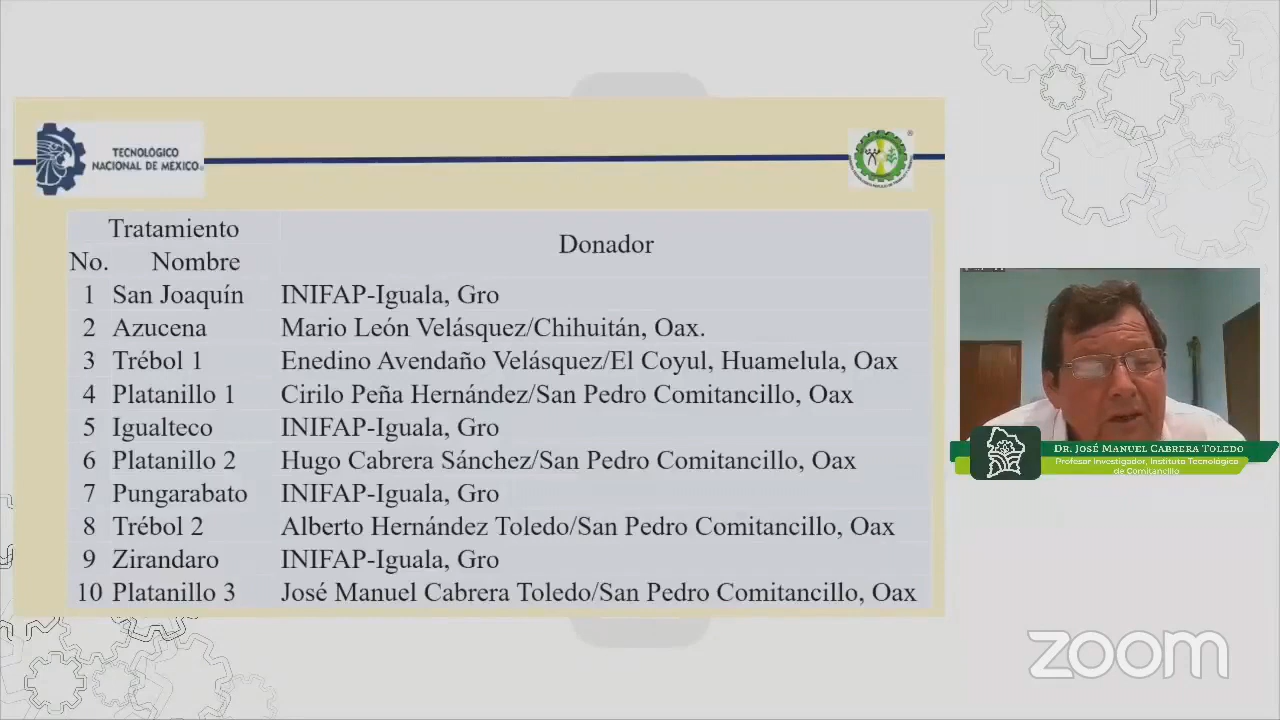 TECNOLÓGICO
NACIONAL DE MÉXICO
Tratamiento
Donador
No. Nombre
1 San Joaquín INIFAP-Iguala, Gro
2 Azucena Mario León Velásquez/Chihuitán, Oax.
3 Trébol 1 Enedino Avendaño Velásquez/El Coyul, Huamelula, Oax
4 Platanillo 1 Cirilo Peña Hernández/San Pedro Comitancillo, Oax
5 Igualteco INIFAP-Iguala, Gro
6 Platanillo 2 Hugo Cabrera Sánchez/San Pedro Comitancillo, Oax
7 Pungarabato INIFAP-Iguala, Gro
8 Trébol 2 Alberto Hernández Toledo/San Pedro Comitancillo, Oax
9 Zirandaro INIFAP-Iguala, Gro
10 Platanillo 3 José Manuel Cabrera Toledo/San Pedro Comitancillo, Oax
DR. JOSÉ MANUEL CABRERA TOLEDO
Profesor Investigador, Instituto Tecnológico
de Comitancillo
zoom